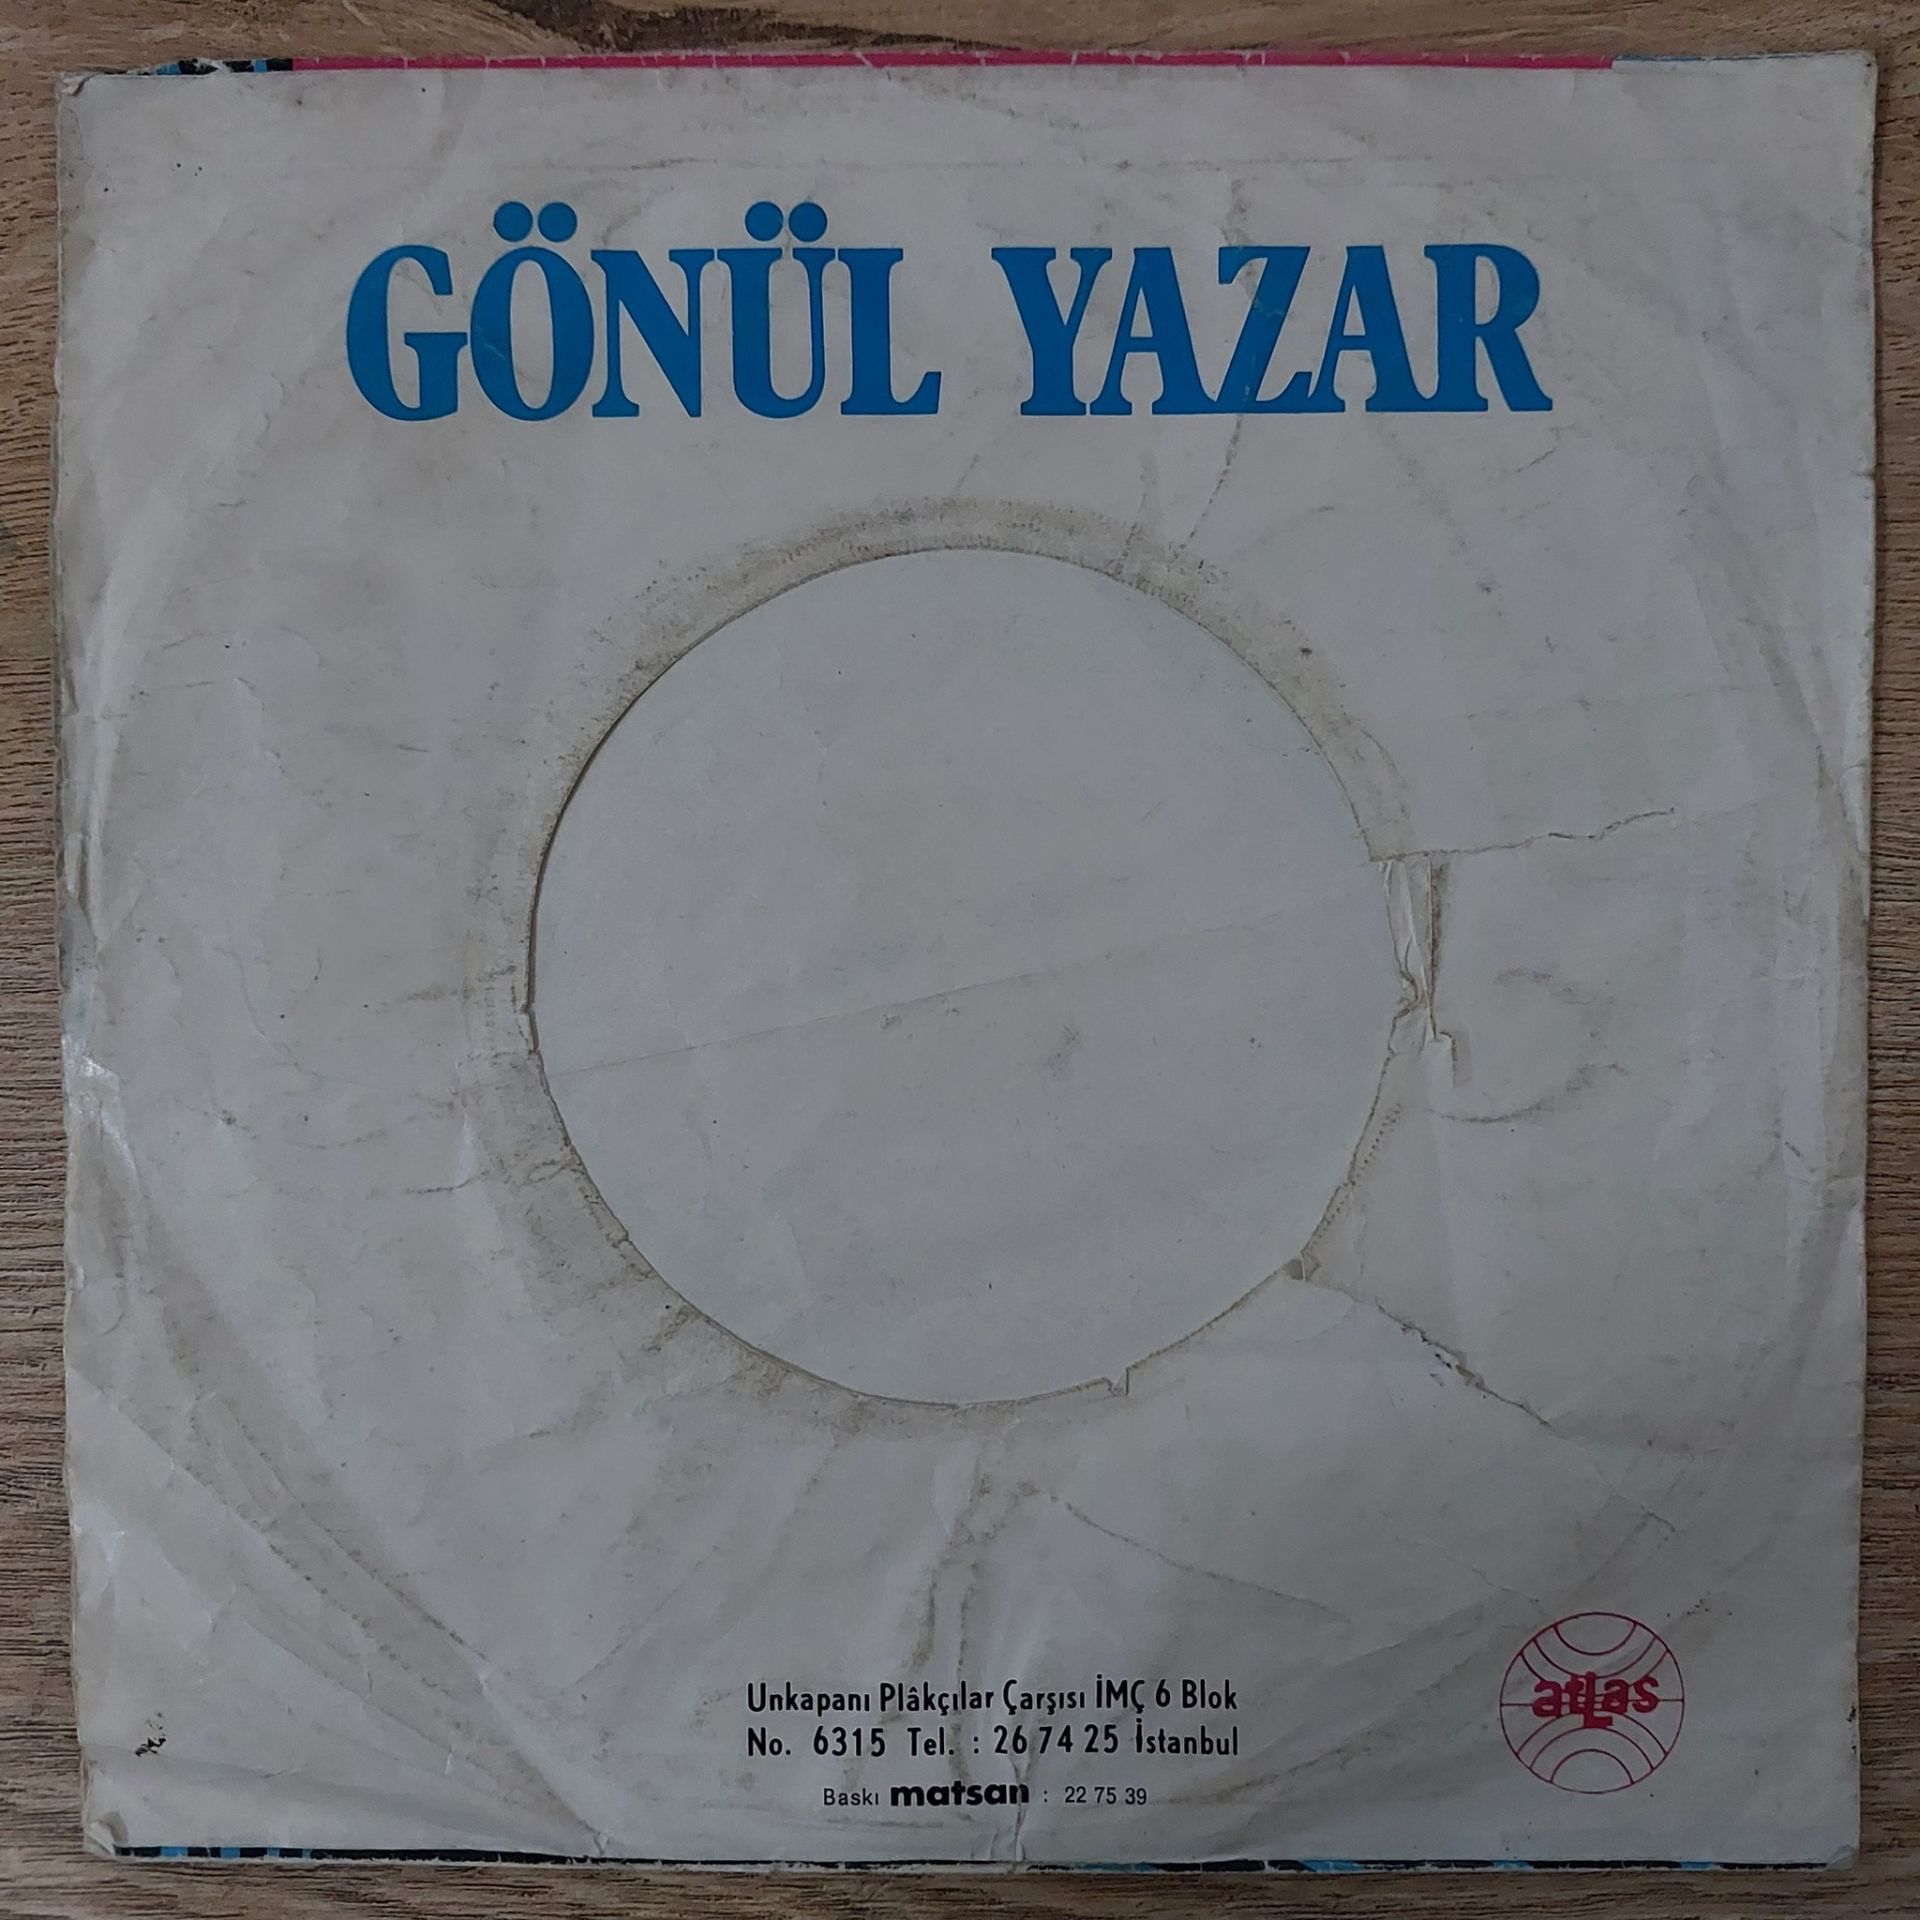 GÖNÜL YAZAR
Unkapanı Plâkçılar Çarşısı İMÇ 6 Blok
No. 6315 Tel. : 26 74 25 İstanbul
Baskı matsan : 22 75 39
atLas